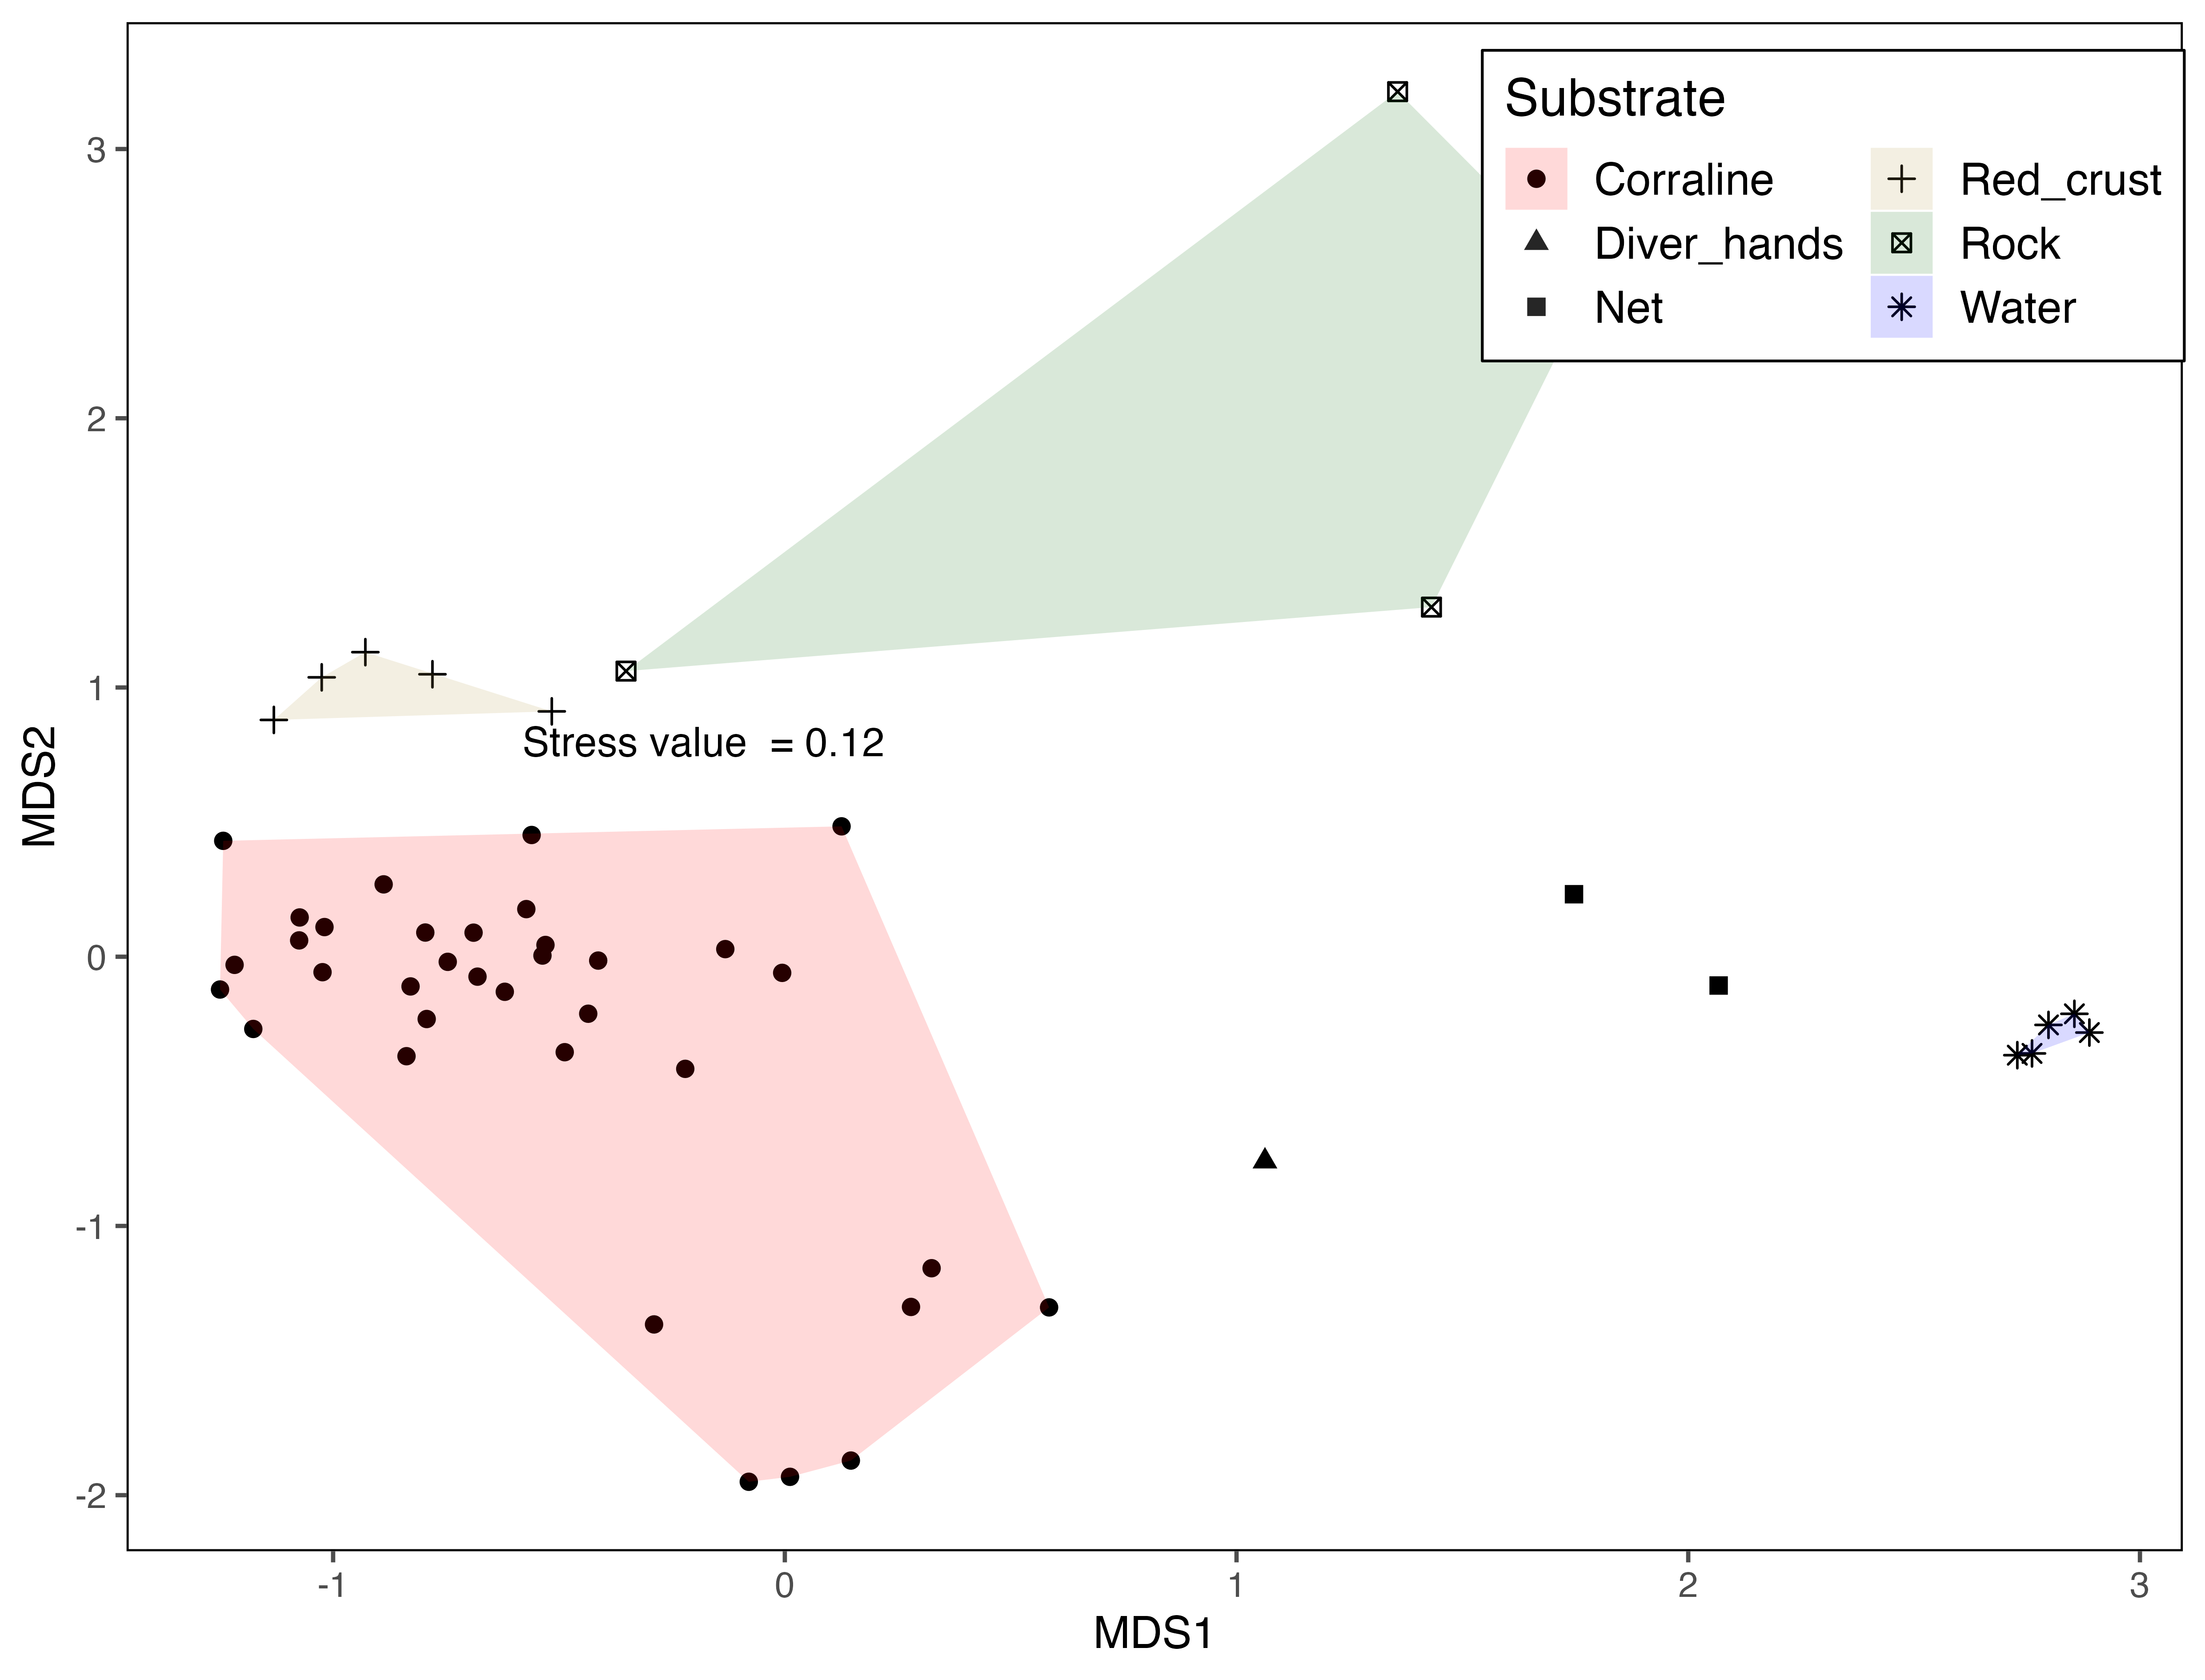 Substrate
Corraline
Red_crust
Diver_hands
Rock
Net
Water
3
2
1
0
-1
-2
MDS2
Stress value  = 0.12
-1
0
1
2
3
MDS1